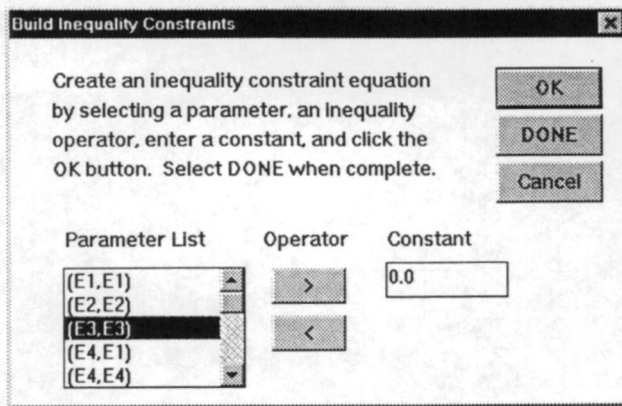 Build Inequality Constraints
Create an inequality constraint equation
by selecting a parameter, an inequality
operator, enter a constant, and click the
OK button. Select DONE when complete.
OK
DONE
Cancel
Parameter List
Operator
Constant
(E1,E1)
(E2,E2)
(E3,E3)
(E4,E1)
(E4,E4)
>
<
0.0